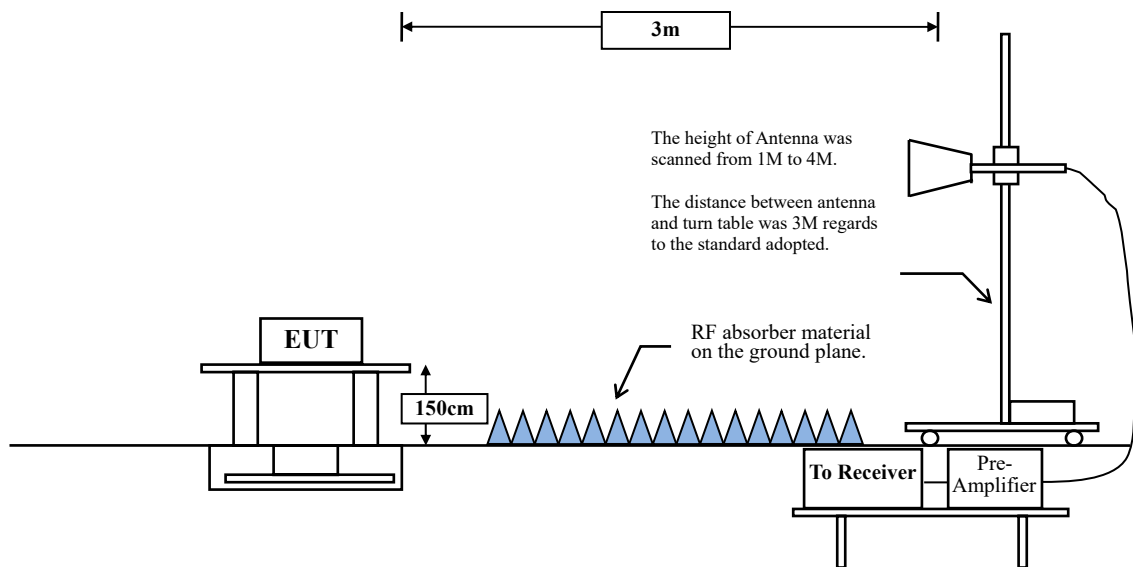 3m
The height of Antenna was
scanned from 1M to 4M.
The distance between antenna
and turn table was 3M regards
to the standard adopted.
EUT
RF absorber material
on the ground plane.
150cm
To Receiver
Pre-
Amplifier